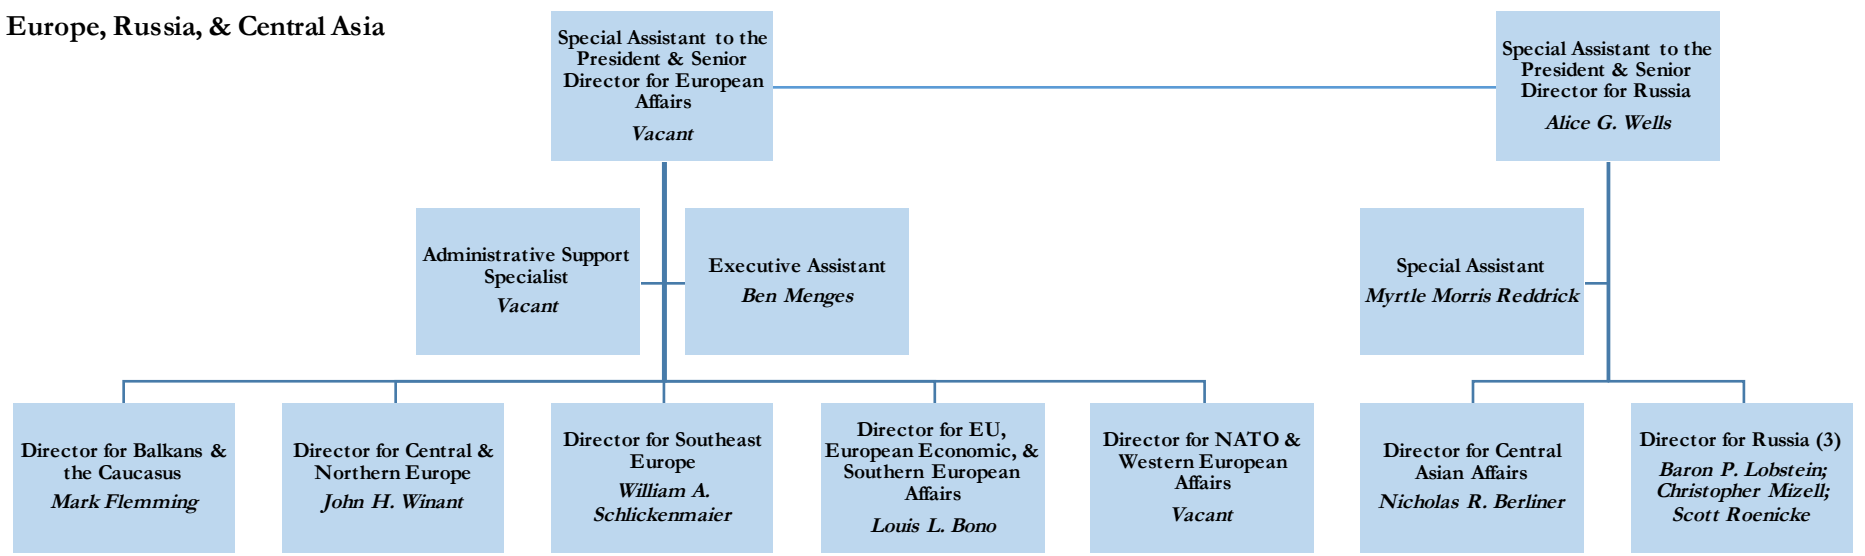 Europe, Russia, & Central Asia
Special Assistant to the
President & Senior
Director for European
Affairs
Vacant
Special Assistant to the
President & Senior
Director for Russia
Alice G. Wells
Administrative Support
Specialist
Vacant
Executive Assistant
Ben Menges
Special Assistant
Myrtle Morris Reddrick
Director for Balkans &
the Caucasus
Mark Flemming
Director for Central &
Northern Europe
John H. Winant
Director for Southeast
Europe
William A.
Schlickenmaier
Director for EU,
European Economic, &
Southern European
Affairs
Louis L. Bono
Director for NATO &
Western European
Affairs
Vacant
Director for Central
Asian Affairs
Nicholas R. Berliner
Director for Russia (3)
Baron P. Lobstein;
Christopher Mizell;
Scott Roenicke